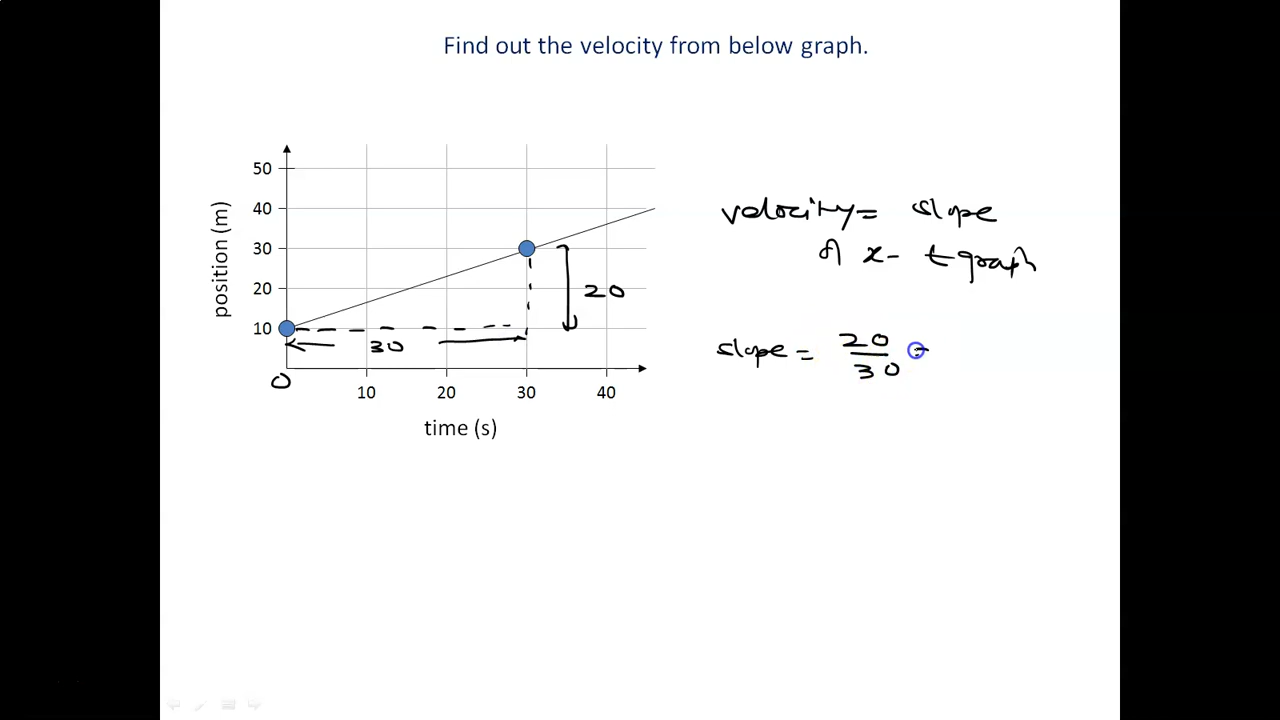 Find out the velocity from below graph.
50
40
30
20
10
position (m)
20
30
0
10
20
30
40
time (s)
velocity = slope
of x- t graph
slope = 20/30 =